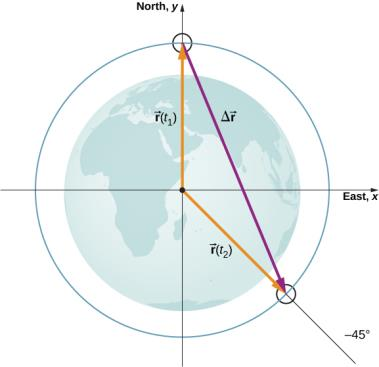 North, y
r⃗(t₁)
Δr⃗
East, x
r⃗(t₂)
–45°